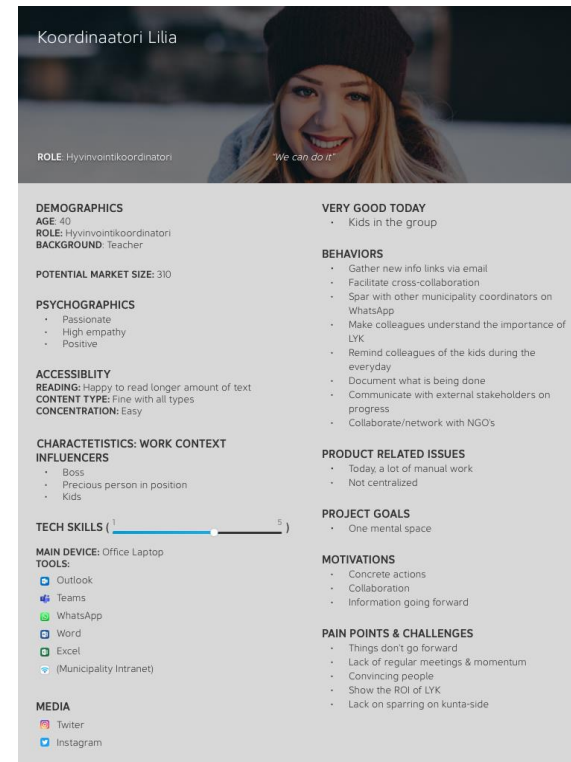 Koordinaatori Lilia
ROLE: Hyvinvointikoordinatori
"We can do it"
DEMOGRAPHICS
AGE: 40
ROLE: Hyvinvointikoordinatori
BACKGROUND: Teacher
POTENTIAL MARKET SIZE: 310
PSYCHOGRAPHICS
• Passionate
• High empathy
• Positive
ACCESSIBLITY
READING: Happy to read longer amount of text
CONTENT TYPE: Fine with all types
CONCENTRATION: Easy
CHARACTETISTICS: WORK CONTEXT
INFLUENCERS
• Boss
• Precious person in position
• Kids
TECH SKILLS ( 1 5 )
MAIN DEVICE: Office Laptop
TOOLS:
Outlook
Teams
WhatsApp
Word
Excel
(Municipality Intranet)
MEDIA
Twiter
Instagram
VERY GOOD TODAY
• Kids in the group
BEHAVIORS
• Gather new info links via email
• Facilitate cross-collaboration
• Spar with other municipality coordinators on
WhatsApp
• Make colleagues understand the importance of
LYK
• Remind colleagues of the kids during the
everyday
• Document what is being done
• Communicate with external stakeholders on
progress
• Collaborate/network with NGO's
PRODUCT RELATED ISSUES
• Today, a lot of manual work
• Not centralized
PROJECT GOALS
• One mental space
MOTIVATIONS
• Concrete actions
• Collaboration
• Information going forward
PAIN POINTS & CHALLENGES
• Things don't go forward
• Lack of regular meetings & momentum
• Convincing people
• Show the ROI of LYK
• Lack on sparring on kunta-side